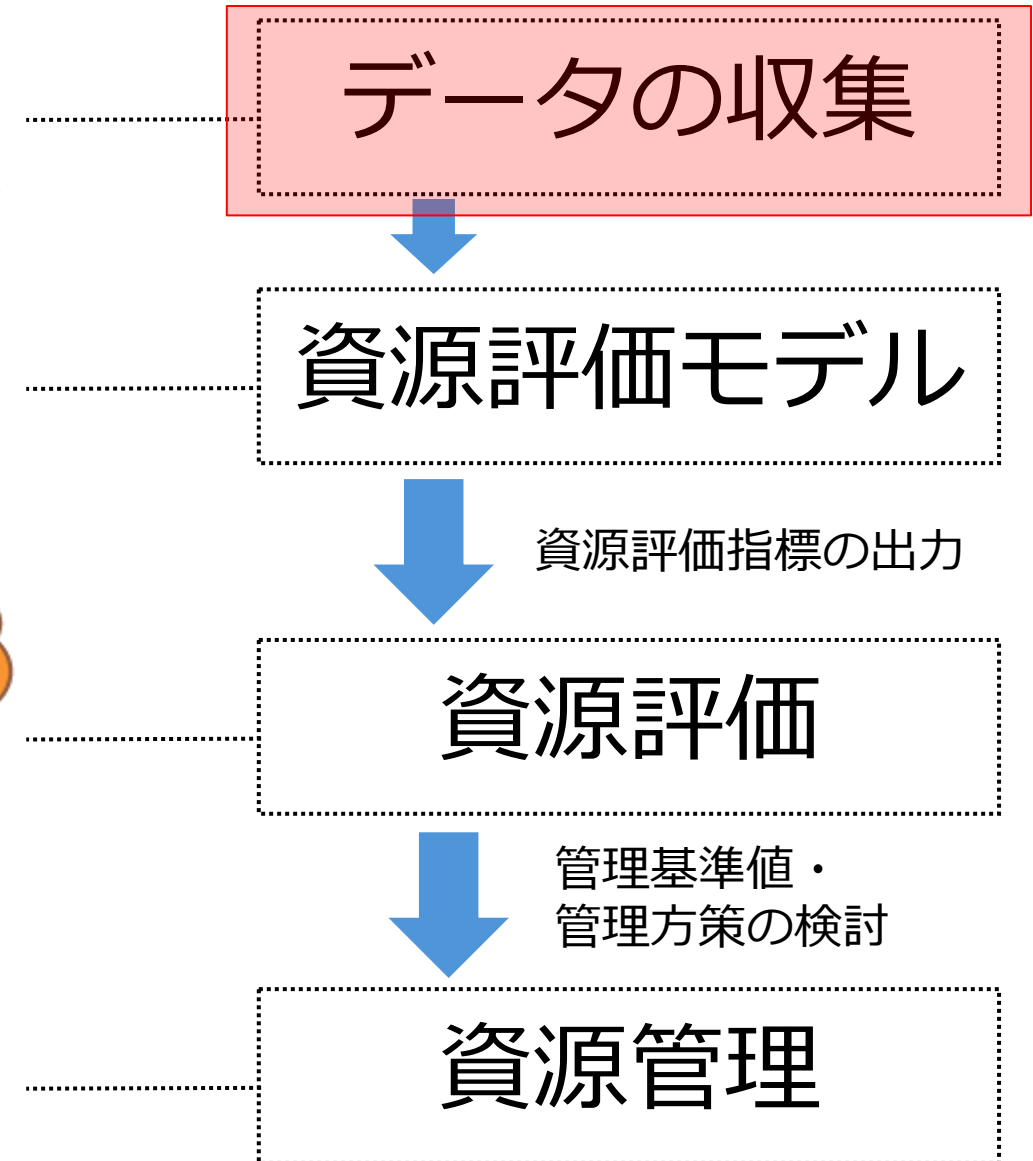 データの収集
資源評価モデル
資源評価指標の出力
資源評価
管理基準値・
管理方策の検討
資源管理